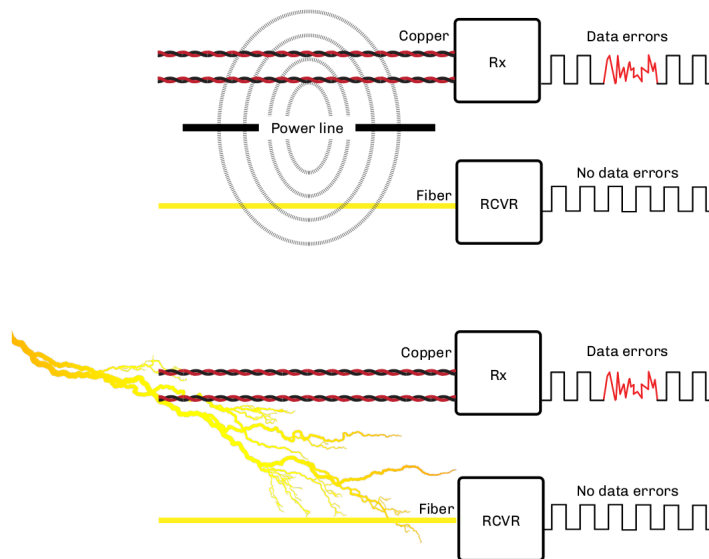 Copper
Rx
Data errors
Power line
Fiber
RCVR
No data errors
Copper
Rx
Data errors
Fiber
RCVR
No data errors